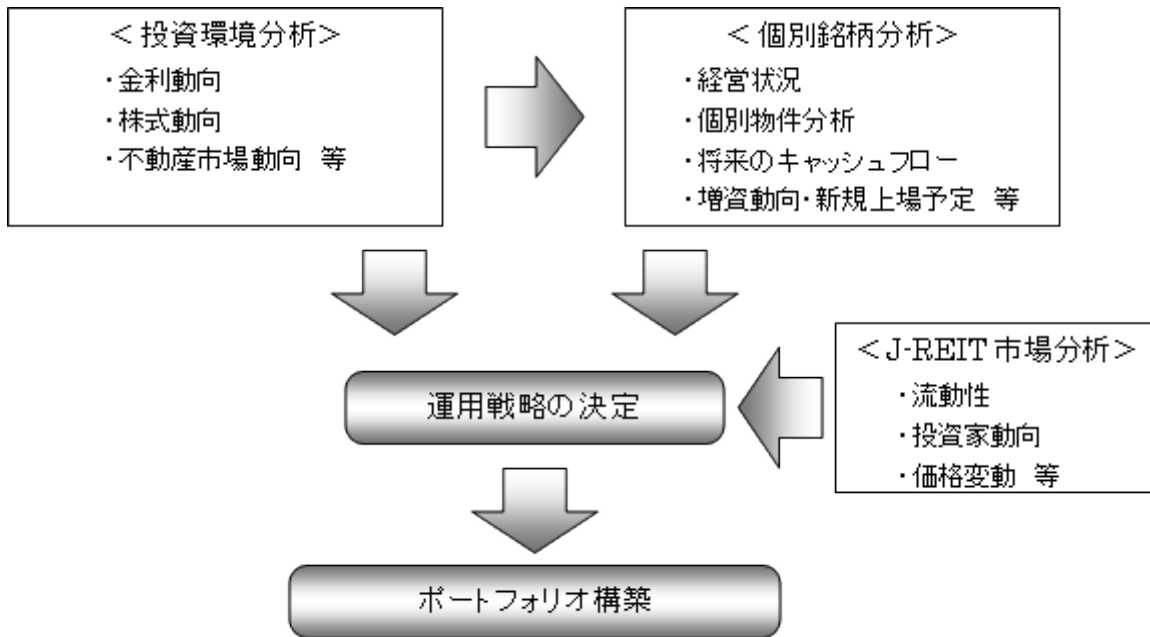 ＜投資環境分析＞
・金利動向
・株式動向
・不動産市場動向 等
＜個別銘柄分析＞
・経営状況
・個別物件分析
・将来のキャッシュフロー
・増資動向・新規上場予定 等
＜J-REIT 市場分析＞
・流動性
・投資家動向
・価格変動 等
運用戦略の決定
ポートフォリオ構築